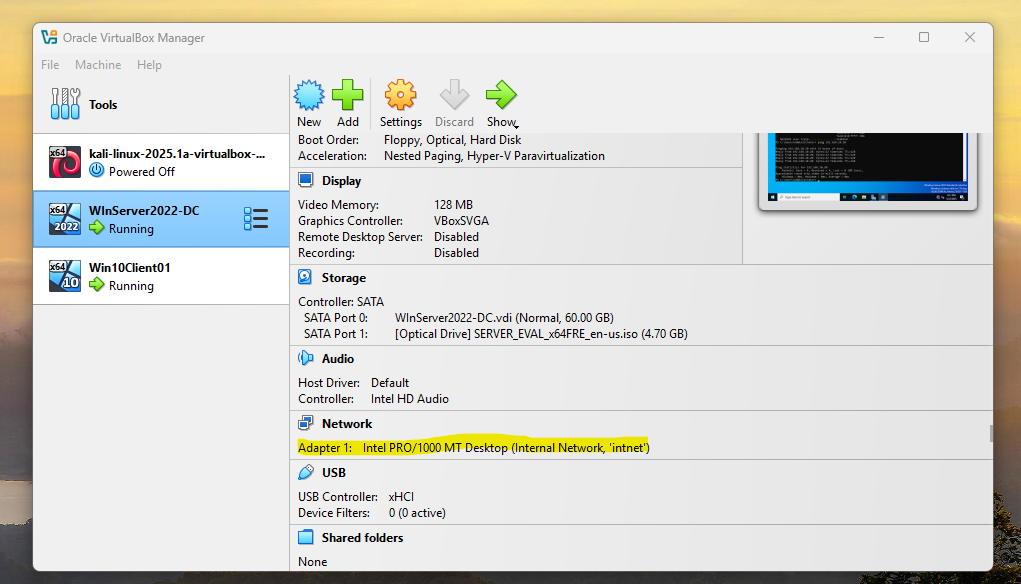 Oracle VirtualBox Manager
File Machine Help
Tools
New Add Settings Discard Show
x64
kali-linux-2025.1a-virtualbox-...
Powered Off
x64
2022
WInServer2022-DC
Running
x64
10
Win10Client01
Running
Boot Order: Floppy, Optical, Hard Disk
Acceleration: Nested Paging, Hyper-V Paravirtualization
Display
Video Memory: 128 MB
Graphics Controller: VBoxSVGA
Remote Desktop Server: Disabled
Recording: Disabled
Storage
Controller: SATA
SATA Port 0: WInServer2022-DC.vdi (Normal, 60.00 GB)
SATA Port 1: [Optical Drive] SERVER_EVAL_x64FRE_en-us.iso (4.70 GB)
Audio
Host Driver: Default
Controller: Intel HD Audio
Network
Adapter 1: Intel PRO/1000 MT Desktop (Internal Network, 'intnet')
USB
USB Controller: xHCI
Device Filters: 0 (0 active)
Shared folders
None